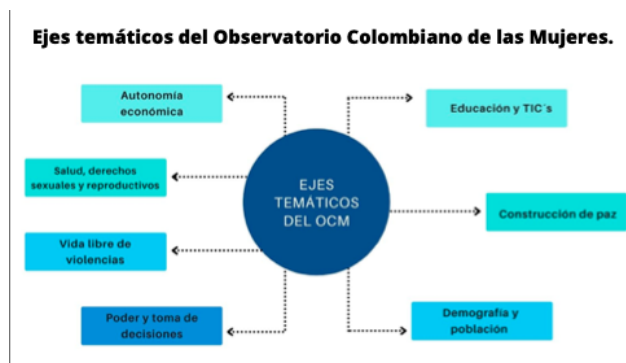 Ejes temáticos del Observatorio Colombiano de las Mujeres.
Autonomía
económica
Salud, derechos
sexuales y reproductivos
Vida libre de
violencias
Poder y toma de
decisiones
EJES
TEMÁTICOS
DEL OCM
Educación y TIC´s
Construcción de paz
Demografía y
población